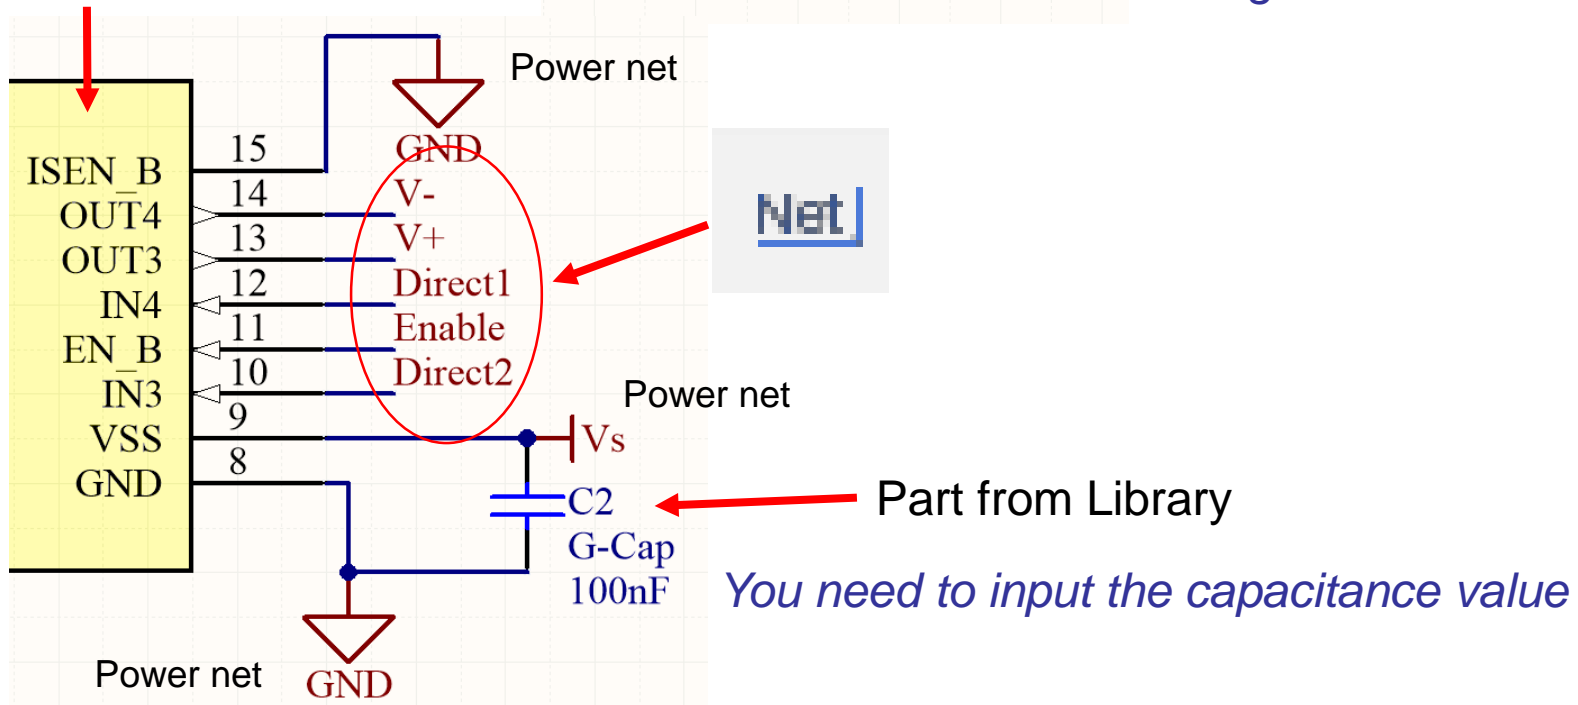 Power net
GND
15
ISEN_B
14
V-
OUT4
13
V+
OUT3
12
Direct1
IN4
11
Enable
EN_B
10
Direct2
IN3
Net
Power net
9
VSS
Vs
8
GND
C2
Part from Library
G-Cap
100nF
You need to input the capacitance value
Power net
GND